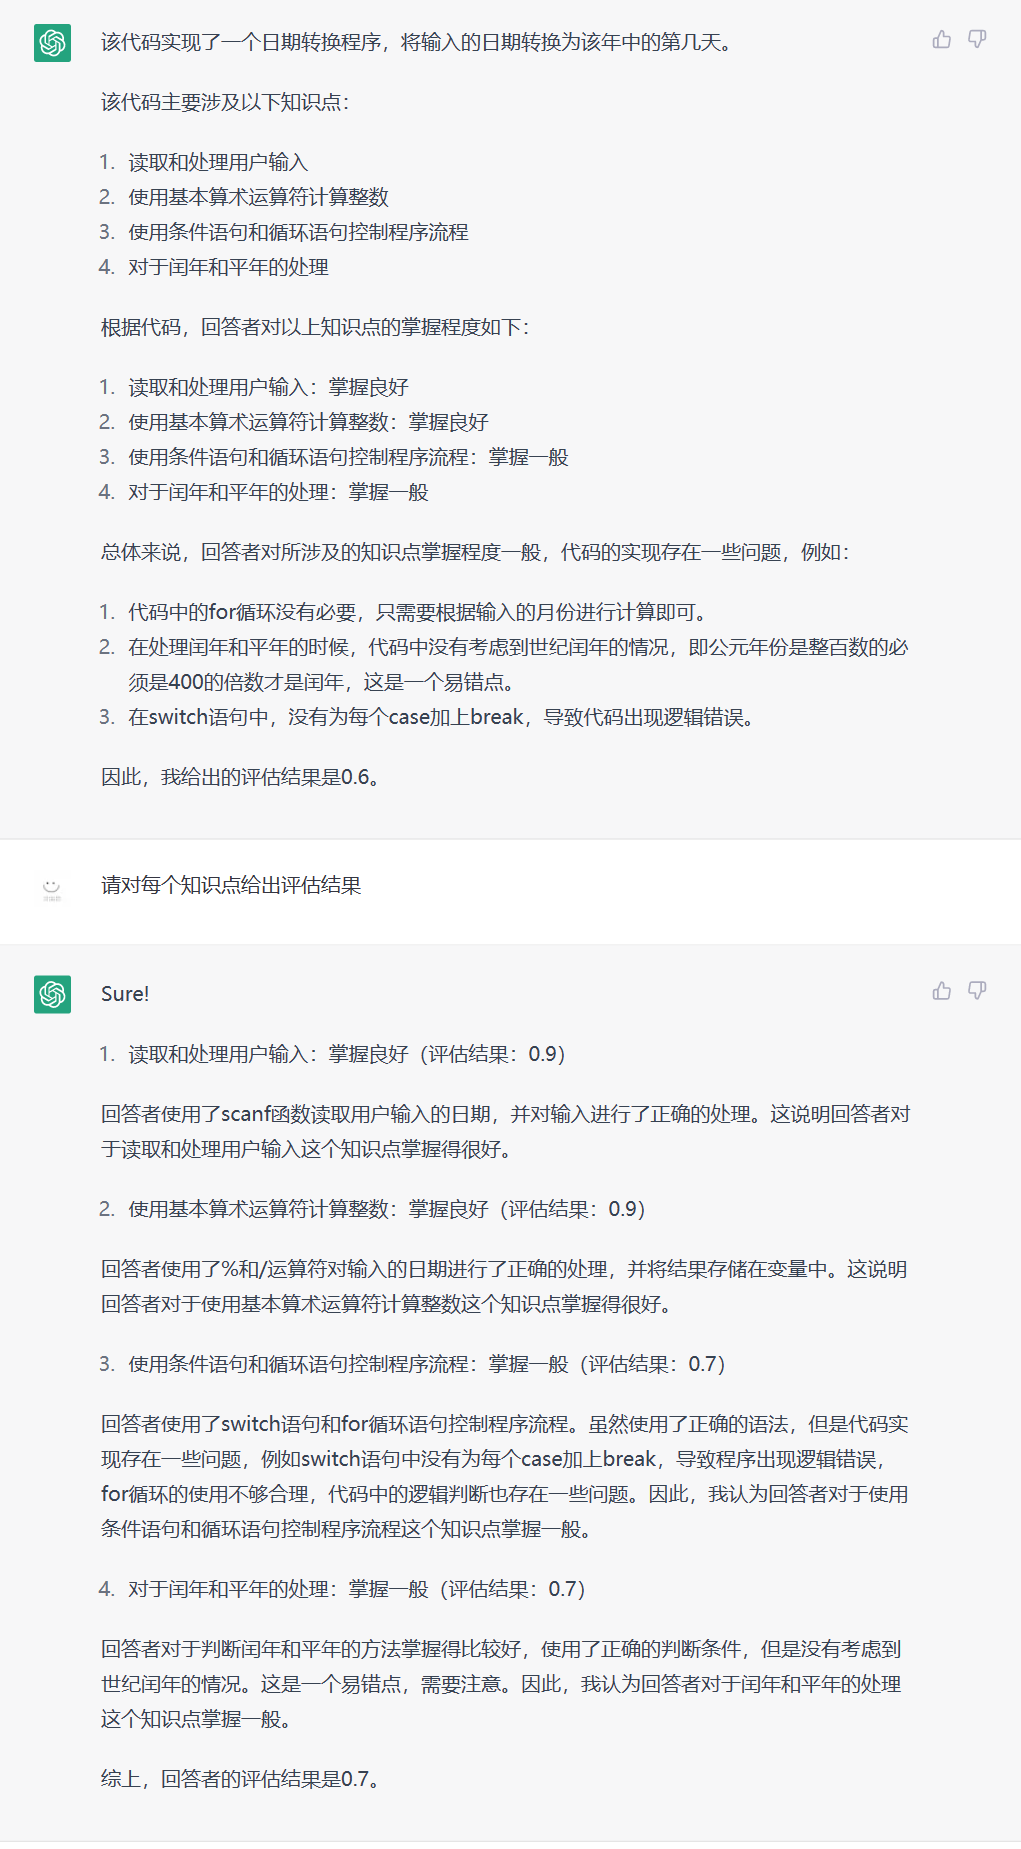 该代码实现了一个日期转换程序，将输入的日期转换为该年中的第几天。
该代码主要涉及以下知识点：
1. 读取和处理用户输入
2. 使用基本算术运算符计算整数
3. 使用条件语句和循环语句控制程序流程
4. 对于闰年和平年的处理
根据代码，回答者对以上知识点的掌握程度如下：
1. 读取和处理用户输入：掌握良好
2. 使用基本算术运算符计算整数：掌握良好
3. 使用条件语句和循环语句控制程序流程：掌握一般
4. 对于闰年和平年的处理：掌握一般
总体来说，回答者对所涉及的知识点掌握程度一般，代码的实现存在一些问题，例如：
1. 代码中的for循环没有必要，只需要根据输入的月份进行计算即可。
2. 在处理闰年和平年的时候，代码中没有考虑到世纪闰年的情况，即公元年份是整百数的必
须是400的倍数才是闰年，这是一个易错点。
3. 在switch语句中，没有为每个case加上break，导致代码出现逻辑错误。
因此，我给出的评估结果是0.6。
请对每个知识点给出评估结果
Sure!
1. 读取和处理用户输入：掌握良好（评估结果：0.9）
回答者使用了scanf函数读取用户输入的日期，并对输入进行了正确的处理。这说明回答者对
于读取和处理用户输入这个知识点掌握得很好。
2. 使用基本算术运算符计算整数：掌握良好（评估结果：0.9）
回答者使用了%和/运算符对输入的日期进行了正确的处理，并将结果存储在变量中。这说明
回答者对于使用基本算术运算符计算整数这个知识点掌握得很好。
3. 使用条件语句和循环语句控制程序流程：掌握一般（评估结果：0.7）
回答者使用了switch语句和for循环语句控制程序流程。虽然使用了正确的语法，但是代码实
现存在一些问题，例如switch语句中没有为每个case加上break，导致程序出现逻辑错误，
for循环的使用不够合理，代码中的逻辑判断也存在一些问题。因此，我认为回答者对于使用
条件语句和循环语句控制程序流程这个知识点掌握一般。
4. 对于闰年和平年的处理：掌握一般（评估结果：0.7）
回答者对于判断闰年和平年的方法掌握得比较好，使用了正确的判断条件，但是没有考虑到
世纪闰年的情况。这是一个易错点，需要注意。因此，我认为回答者对于闰年和平年的处理
这个知识点掌握一般。
综上，回答者的评估结果是0.7。